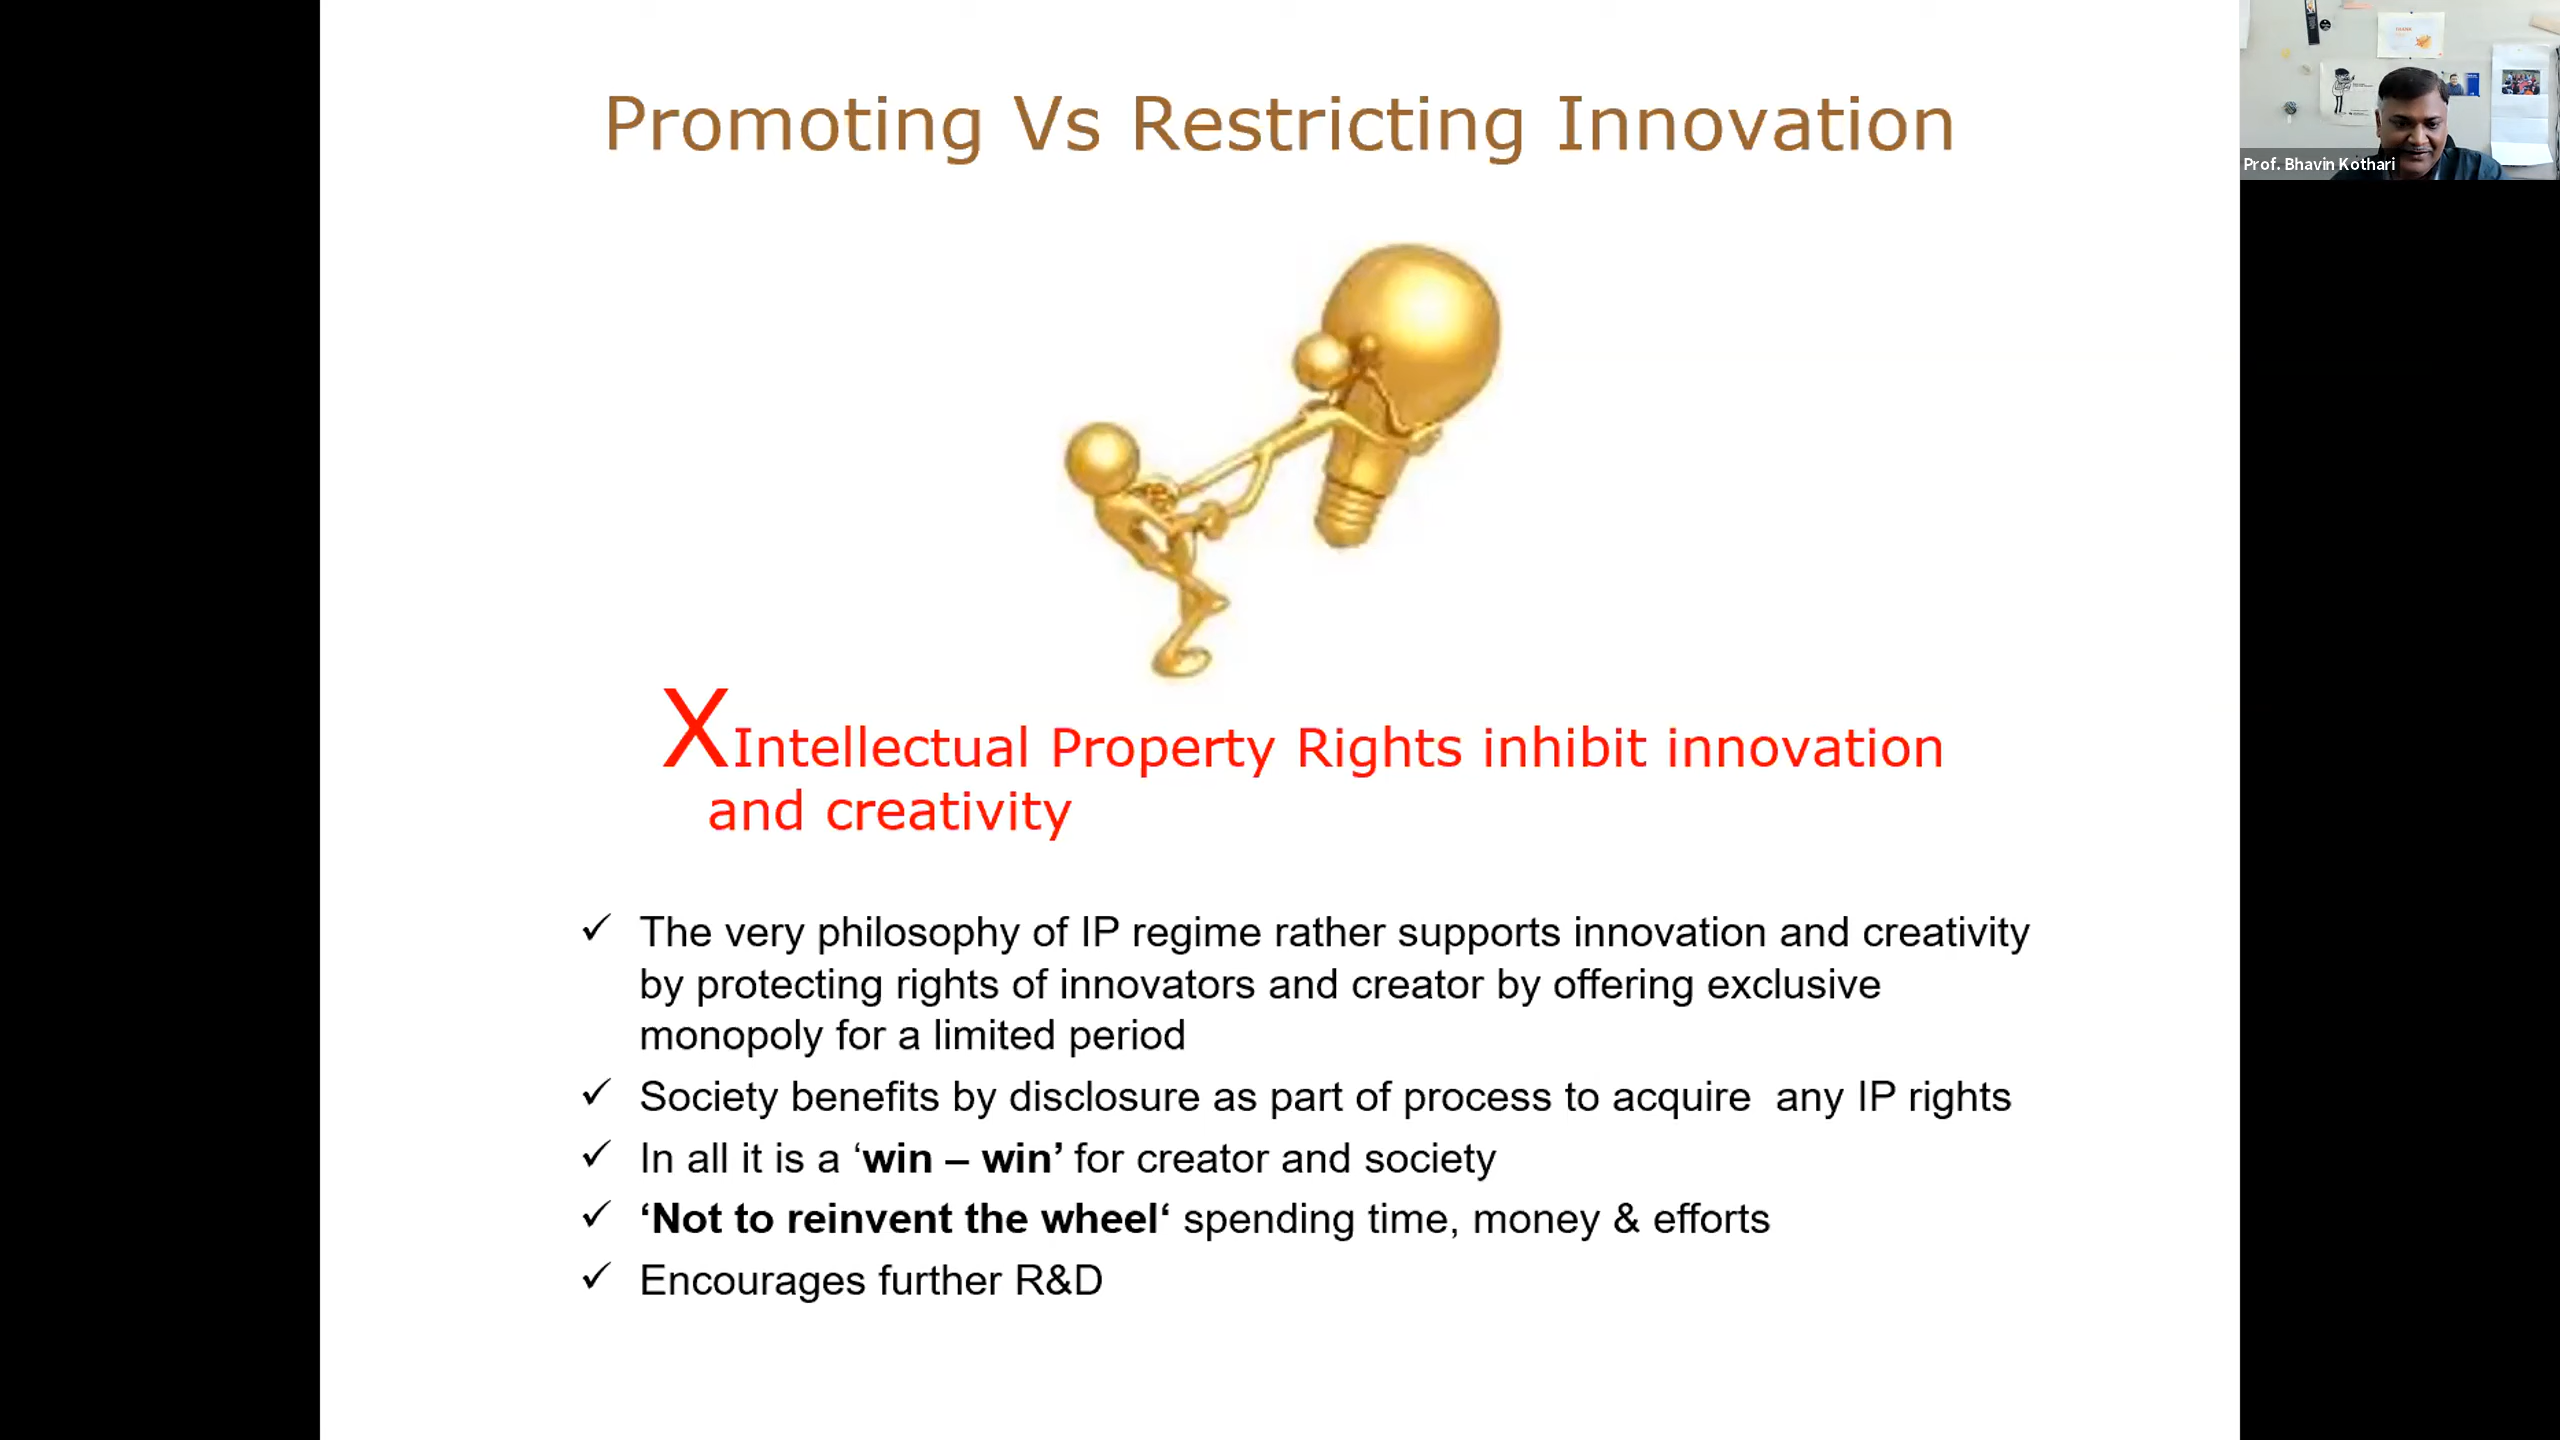 Promoting Vs Restricting Innovation
Prof. Bhavin Kothari
X Intellectual Property Rights inhibit innovation
and creativity
✓ The very philosophy of IP regime rather supports innovation and creativity
by protecting rights of innovators and creator by offering exclusive
monopoly for a limited period
✓ Society benefits by disclosure as part of process to acquire  any IP rights
✓ In all it is a ‘win – win’ for creator and society
✓ ‘Not to reinvent the wheel‘ spending time, money & efforts
✓ Encourages further R&D